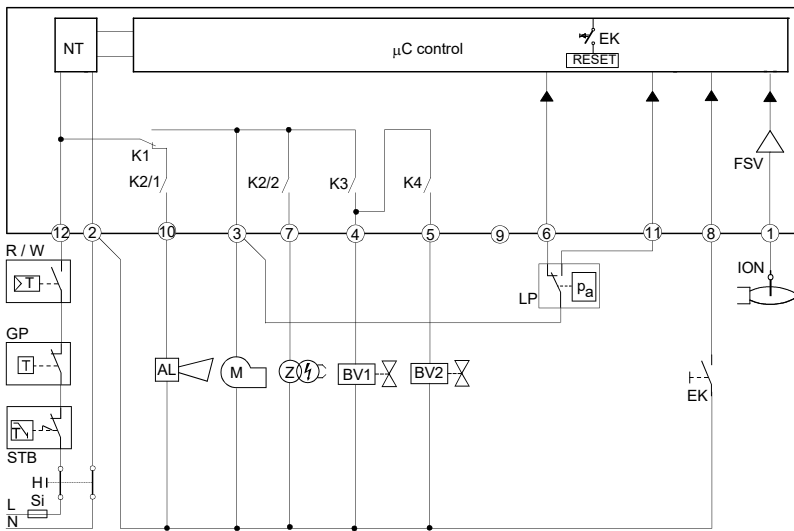 NT
µC control
EK
RESET
K1
K2/1
K2/2
K3
K4
FSV
12
2
10
3
7
4
5
9
6
11
8
1
R / W
T
LP
pa
ION
GP
T
AL
M
Z
BV1
BV2
EK
T
STB
H
Si
L
N